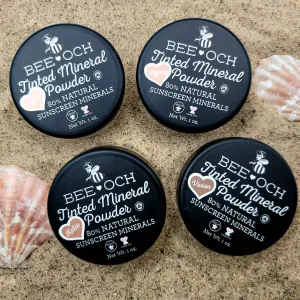 BEE OCH
Tinted Mineral
Powder
80% NATURAL
SUNSCREEN MINERALS
Net Wt. 1 oz.
BEE OCH
Tinted Mineral
Powder
80% NATURAL
SUNSCREEN MINERALS
Net Wt. 1 oz.
BEE OCH
Tinted Mineral
Powder
80% NATURAL
SUNSCREEN MINERALS
Net Wt. 1 oz.
BEE OCH
Tinted Mineral
Powder
80% NATURAL
SUNSCREEN MINERALS
Net Wt. 1 oz.